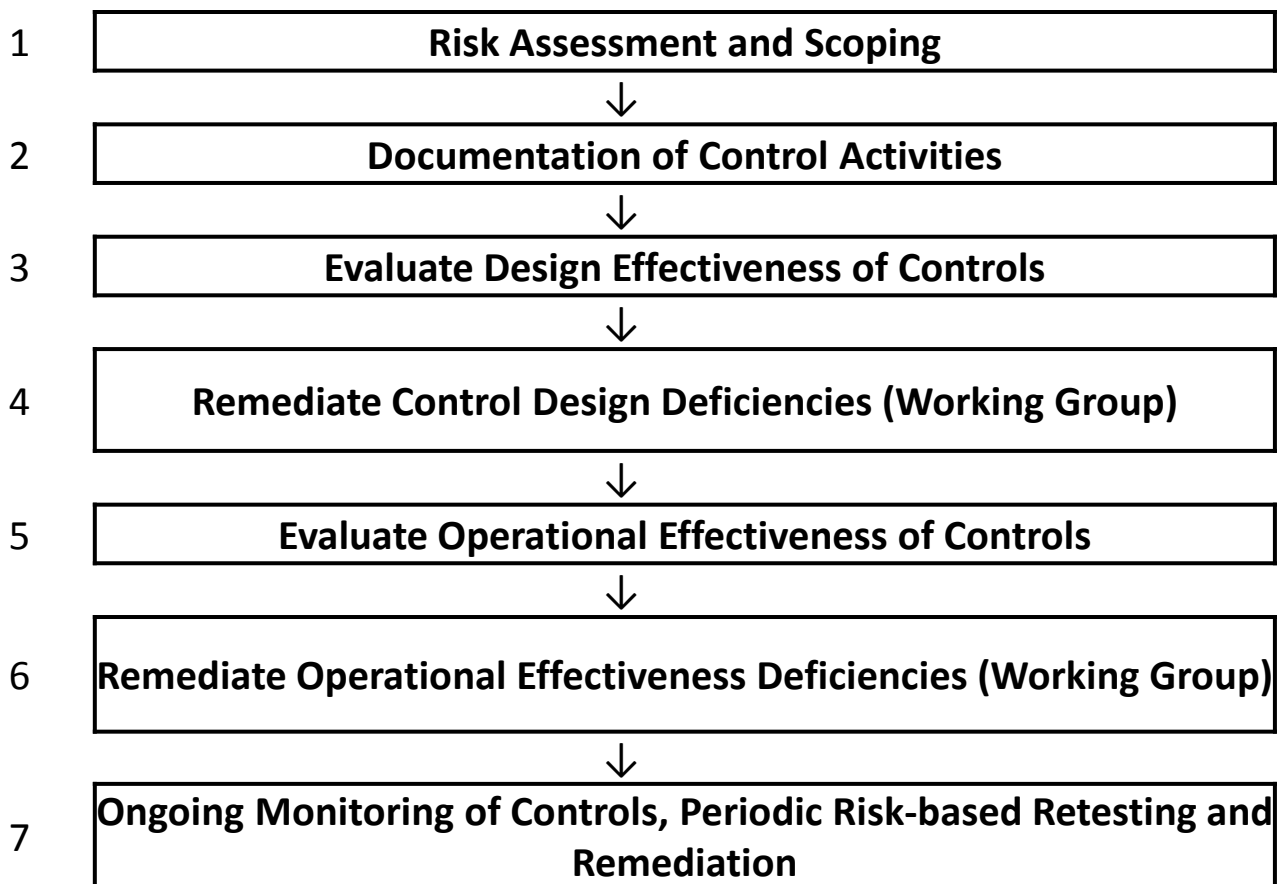 1 Risk Assessment and Scoping
↓
2 Documentation of Control Activities
↓
3 Evaluate Design Effectiveness of Controls
↓
4 Remediate Control Design Deficiencies (Working Group)
↓
5 Evaluate Operational Effectiveness of Controls
↓
6 Remediate Operational Effectiveness Deficiencies (Working Group)
↓
7 Ongoing Monitoring of Controls, Periodic Risk-based Retesting and
Remediation